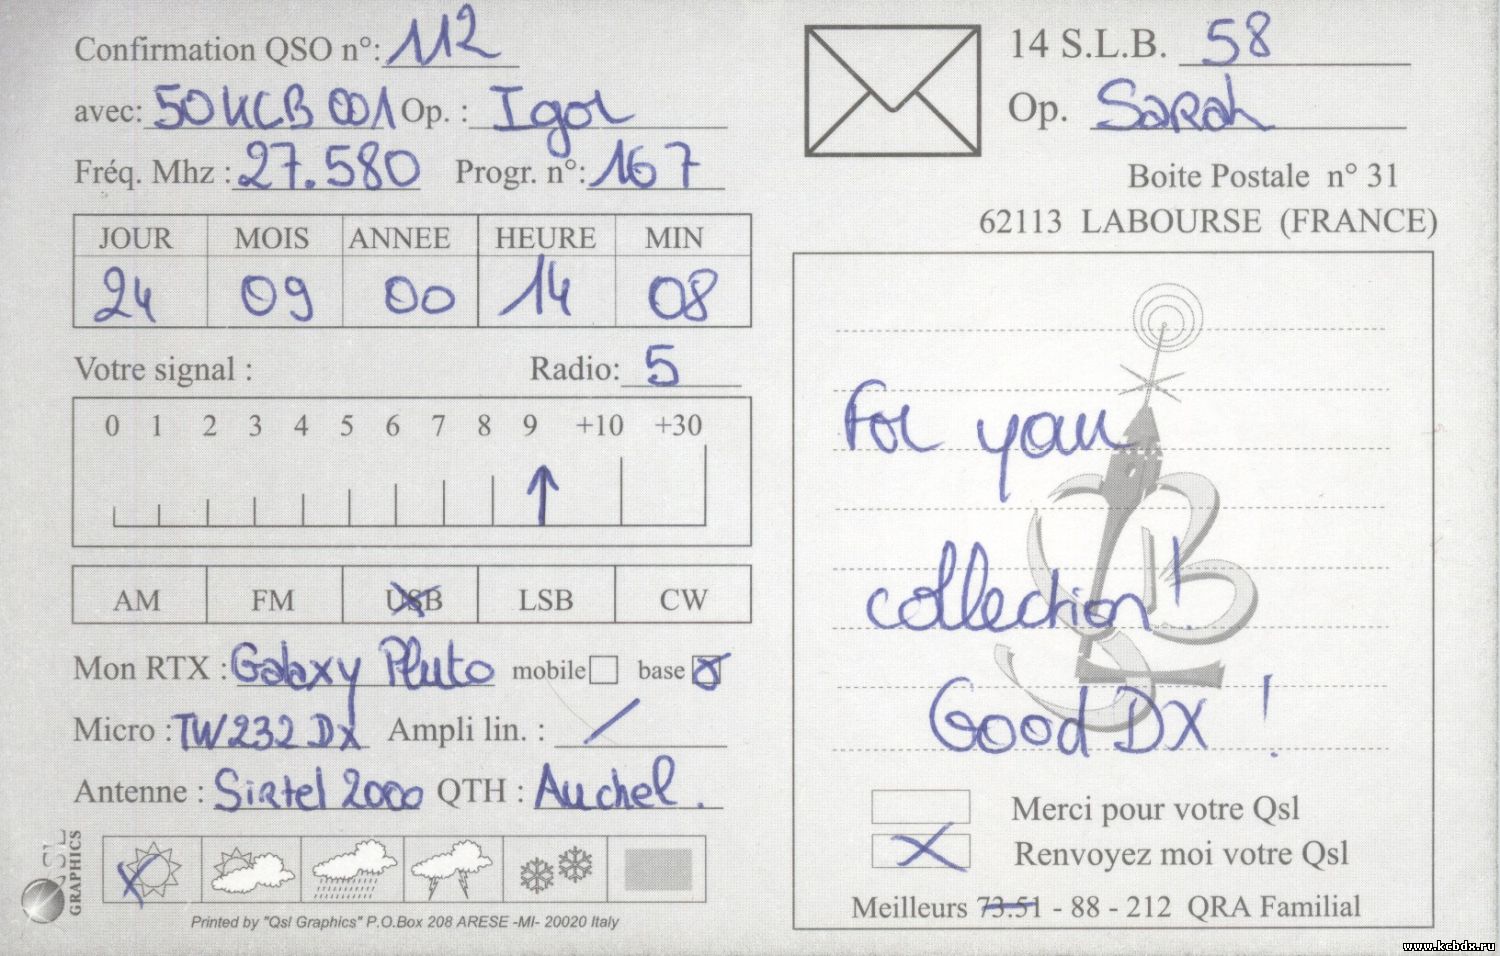 Confirmation QSO n°: 112
avec: 50 KCB 001 Op. : Igor
Fréq. Mhz : 27.580 Progr. n°: 167
JOUR MOIS ANNEE HEURE MIN
24 09 00 14 08
Votre signal : Radio: 5
0 1 2 3 4 5 6 7 8 9 +10 +30
AM FM USB LSB CW
Mon RTX : Galaxy Pluto mobile base
Micro : TW232 DX Ampli lin. : /
Antenne : Sirtel 2000 QTH : Auchel.
QSL GRAPHICS
Printed by "Qsl Graphics" P.O.Box 208 ARESE -MI- 20020 Italy
14 S.L.B. 58
Op. Sarah
Boite Postale n° 31
62113 LABOURSE (FRANCE)
For your
collection!
Good DX !
Merci pour votre Qsl
Renvoyez moi votre Qsl
Meilleurs 73.51 - 88 - 212 QRA Familial
www.kcbdx.ru